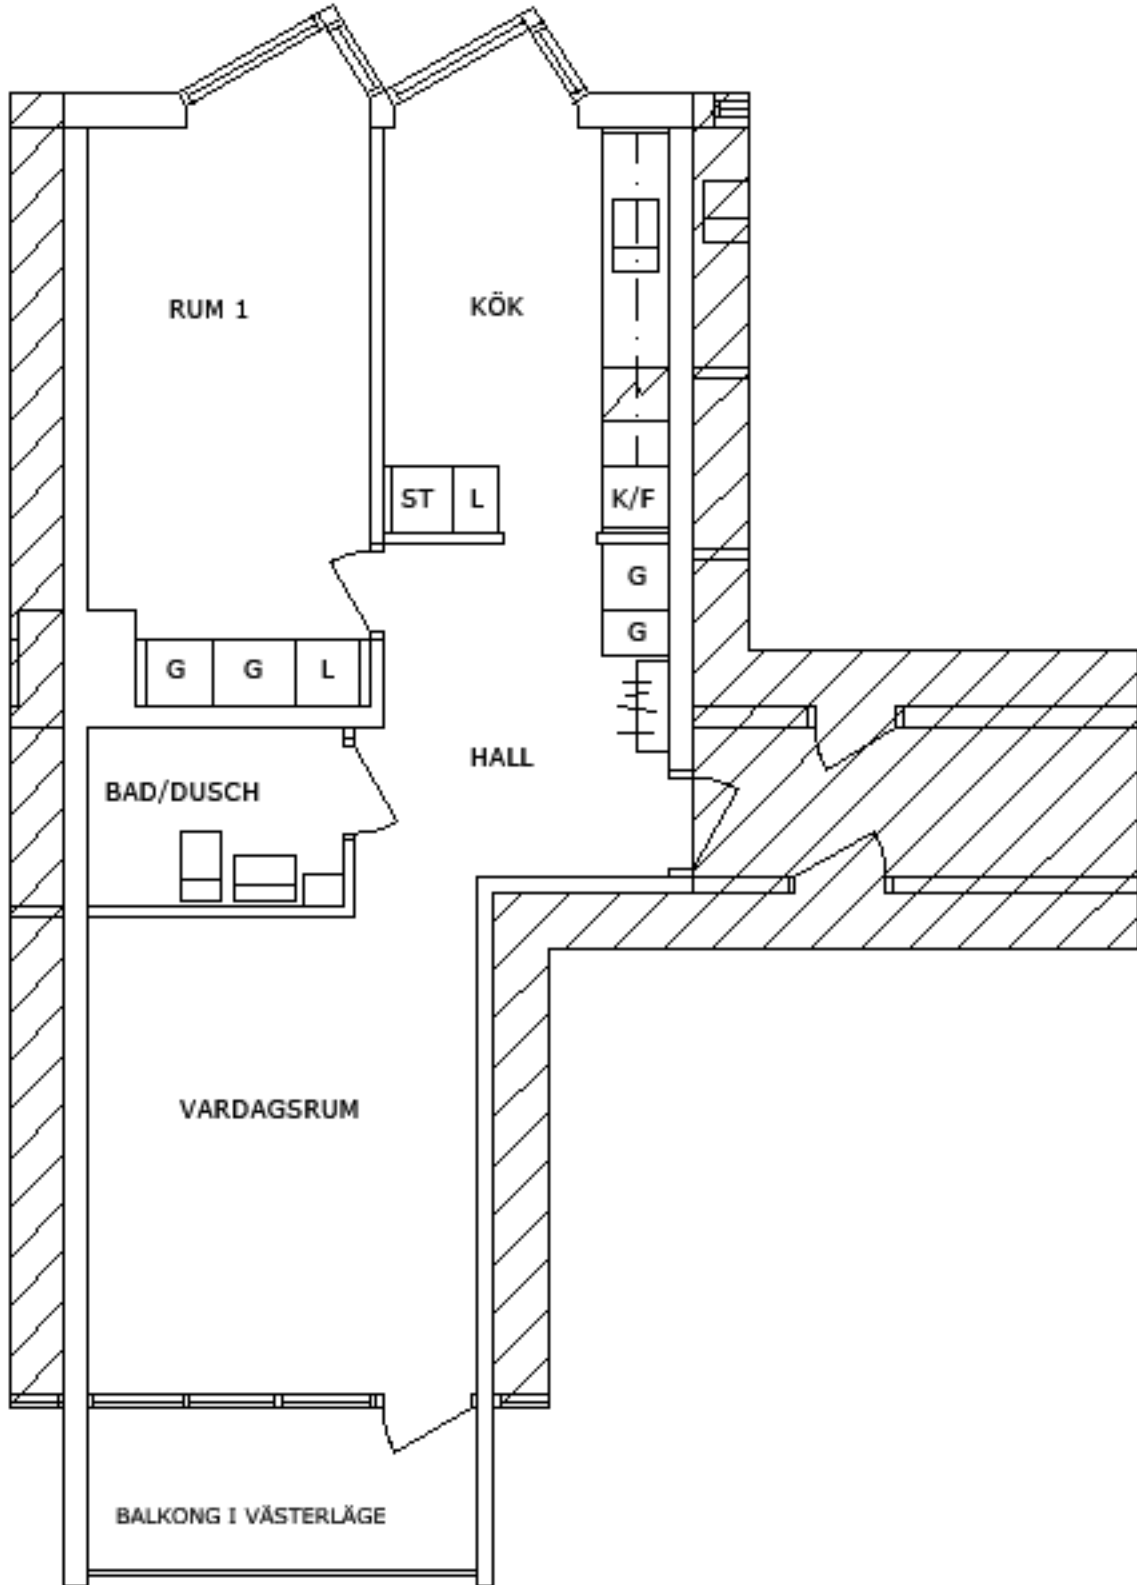 RUM 1
KÖK
ST L
K/F
G
G
G G L
HALL
BAD/DUSCH
VARDAGSRUM
BALKONG I VÄSTERLÄGE